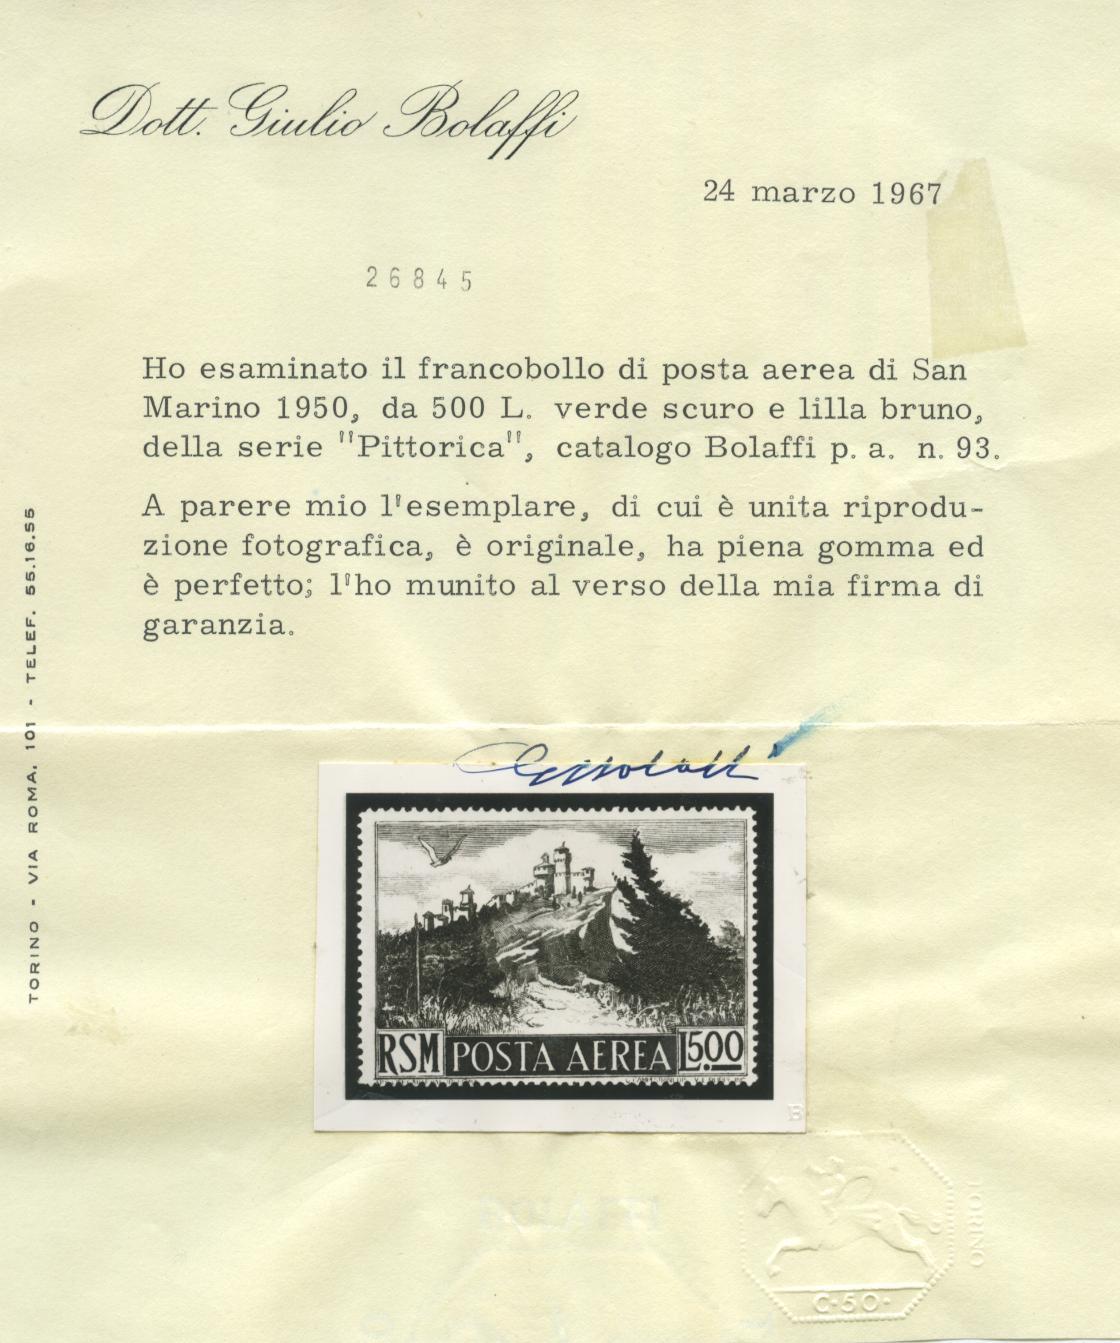 Dott. Giulio Bolaffi
24 marzo 1967
26845
Ho esaminato il francobollo di posta aerea di San
Marino 1950, da 500 L. verde scuro e lilla bruno,
della serie "Pittorica", catalogo Bolaffi p. a. n. 93.
A parere mio l'esemplare, di cui è unita riprodu-
zione fotografica, è originale, ha piena gomma ed
è perfetto; l'ho munito al verso della mia firma di
garanzia.
TORINO - VIA ROMA, 101 - TELEF. 55.16.55
RSM POSTA AEREA L.500
B
TORINO
C·50·